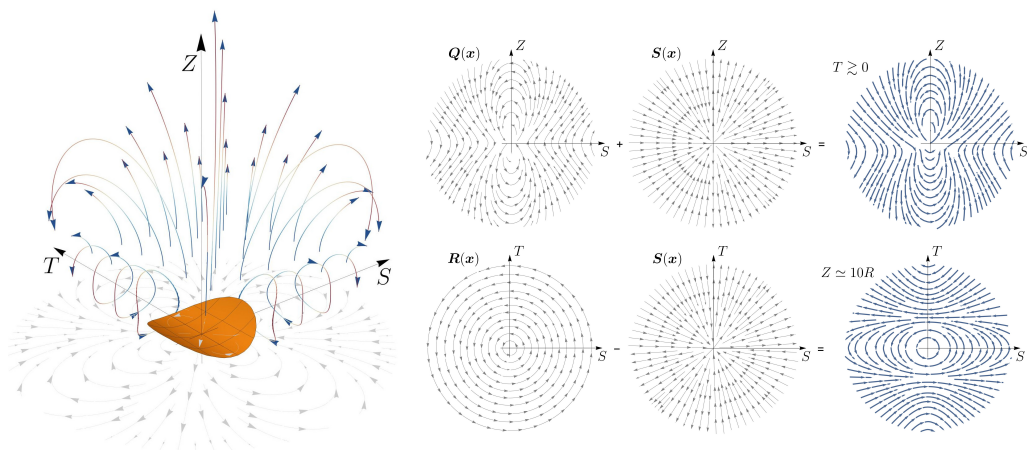 Z
T
S
Q(x)
Z
S
+
S(x)
Z
S
=
T ≳ 0
Z
S
R(x)
T
S
−
S(x)
T
S
=
Z ≃ 10R
T
S